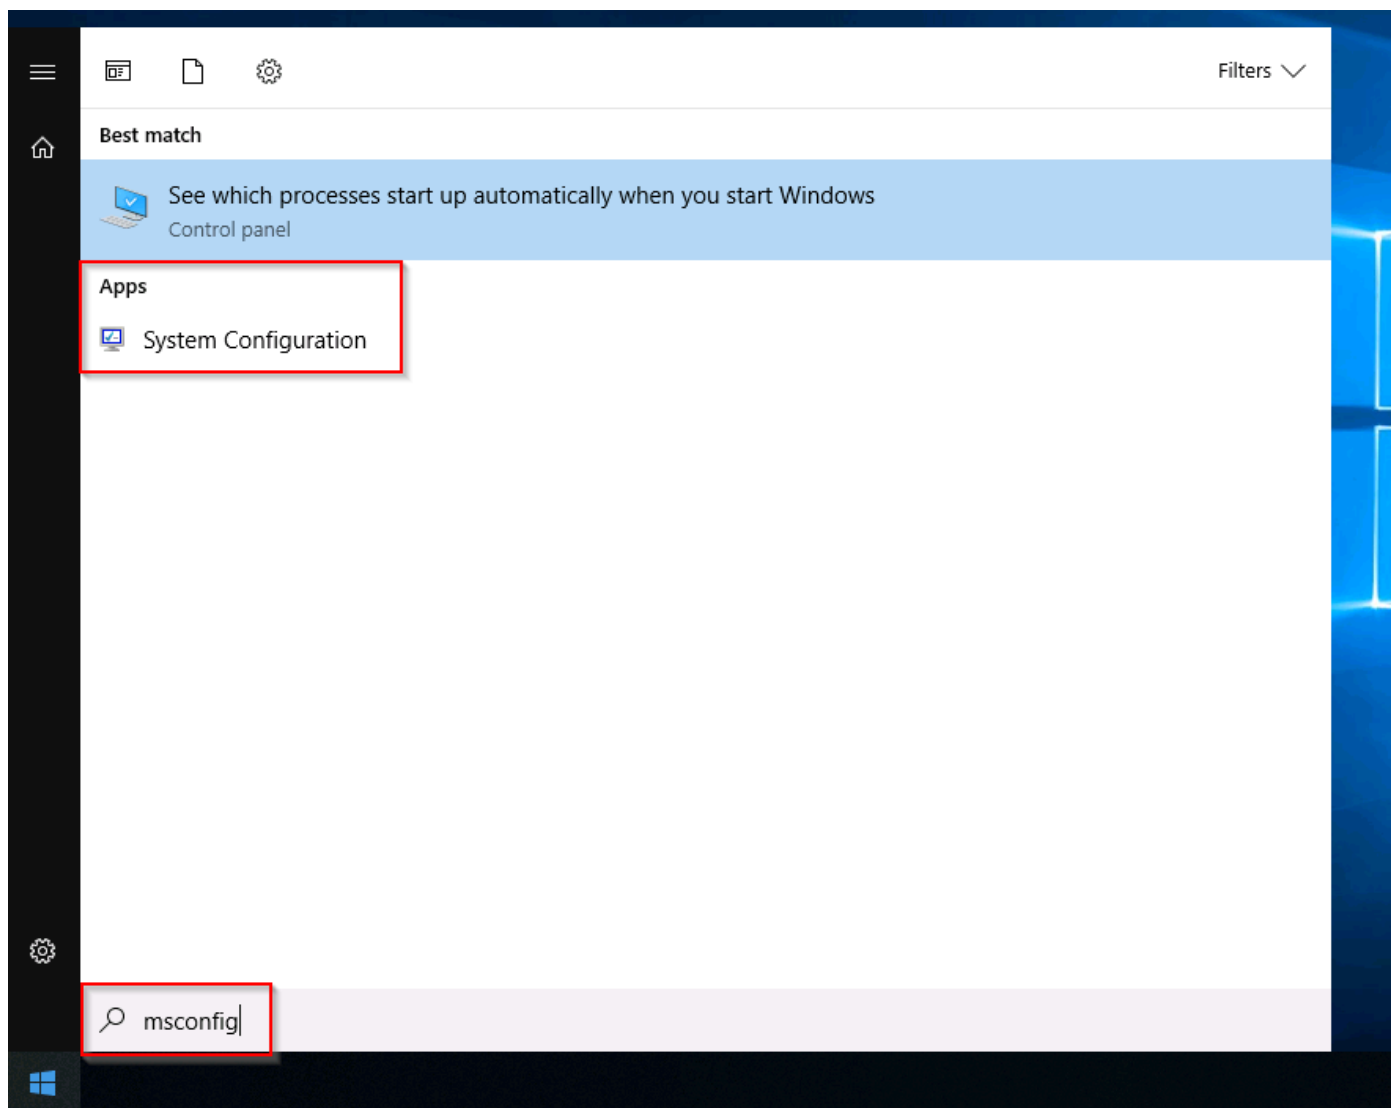 Filters
Best match
See which processes start up automatically when you start Windows
Control panel
Apps
System Configuration
msconfig